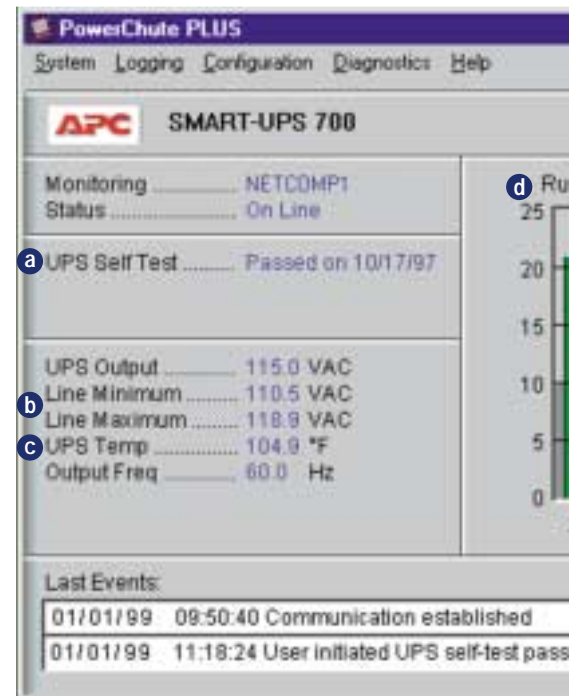 PowerChute PLUS
System Logging Configuration Diagnostics Help
APC SMART-UPS 700
Monitoring .......... NETCOMP1
Status .......... On Line
a UPS Self Test ......... Passed on 10/17/97
UPS Output .......... 115.0 VAC
b Line Minimum ......... 110.5 VAC
Line Maximum ......... 118.9 VAC
c UPS Temp .......... 104.9 °F
Output Freq .......... 60.0 Hz
d Ru
25
20
15
10
5
0
Last Events:
01/01/99 09:50:40 Communication established
01/01/99 11:18:24 User initiated UPS self-test pass